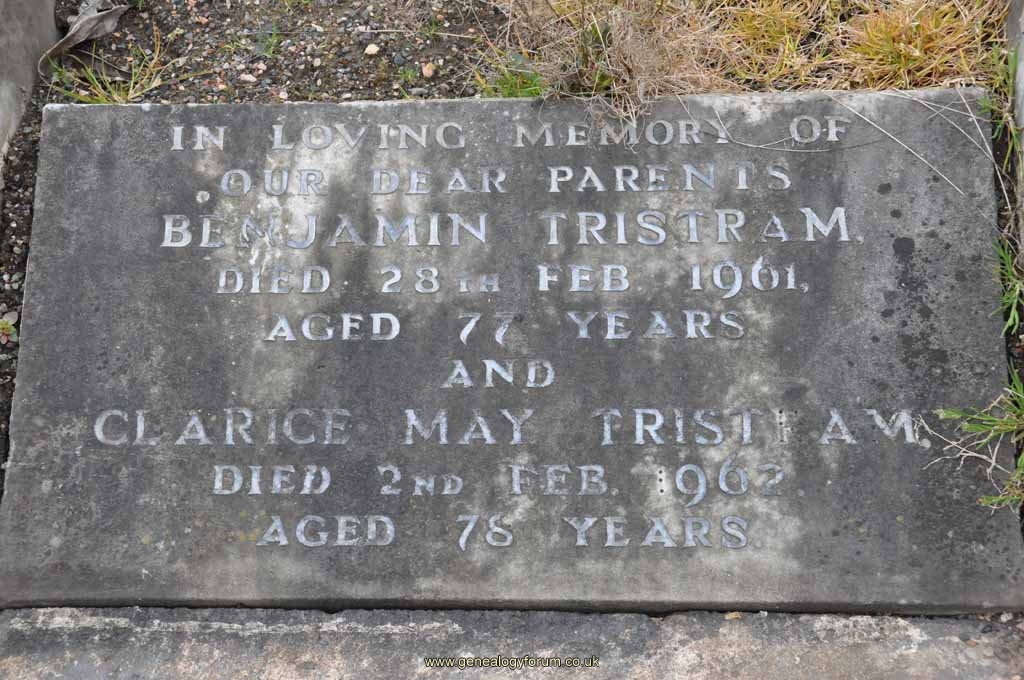 IN LOVING MEMORY OF
OUR DEAR PARENTS
BENJAMIN TRISTRAM.
DIED 28TH FEB. 1961,
AGED 77 YEARS
AND
CLARICE MAY TRISTRAM,
DIED 2ND FEB. 1962.
AGED 78 YEARS.
www.genealogyforum.co.uk